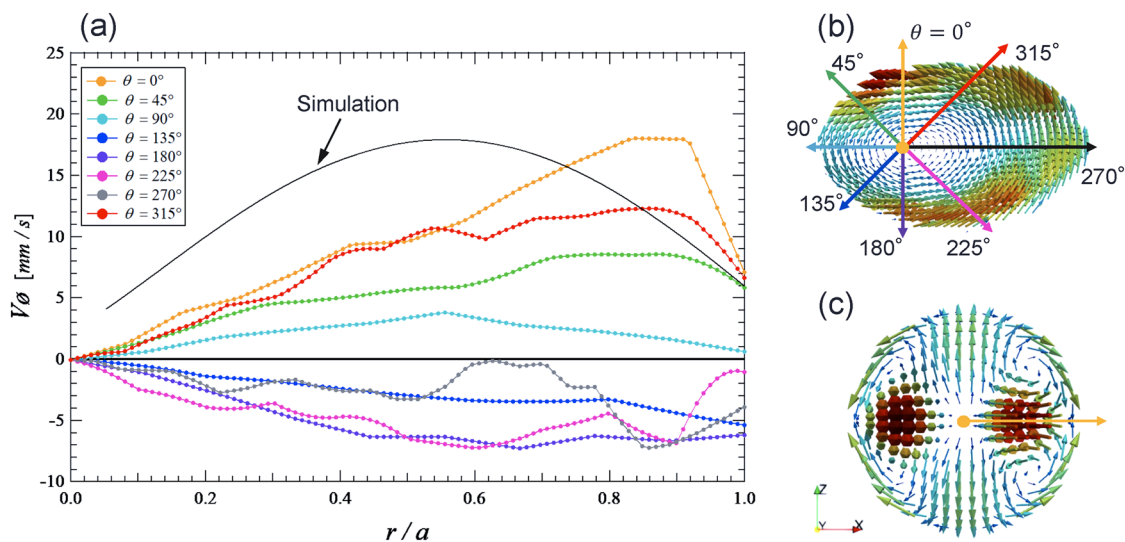 (a)
25
20
15
10
5
0
-5
-10
VØ [mm / s]
θ = 0°
θ = 45°
θ = 90°
θ = 135°
θ = 180°
θ = 225°
θ = 270°
θ = 315°
Simulation
0.0 0.2 0.4 0.6 0.8 1.0
r / a
(b)
θ = 0°
45°
315°
90°
270°
135°
180°
225°
(c)
Z
Y
X